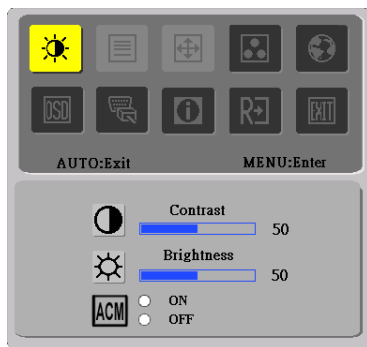 OSD i R EXIT
AUTO:Exit MENU:Enter
Contrast
50
Brightness
50
ACM ON
OFF